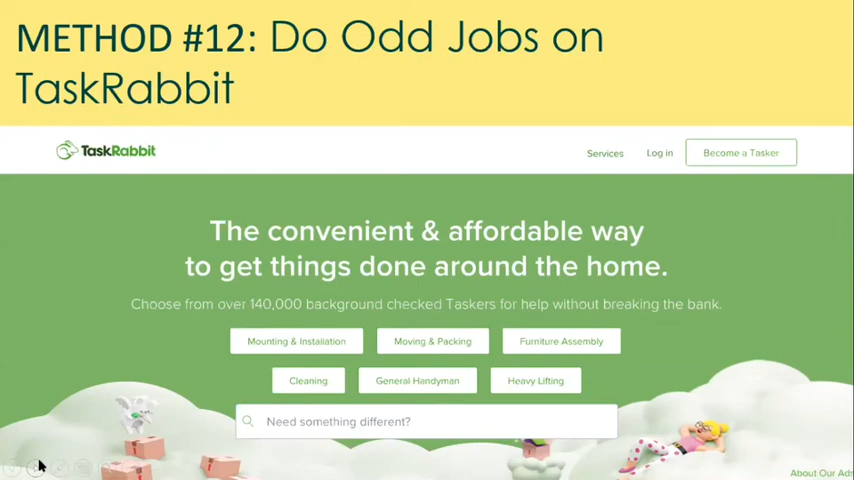 METHOD #12: Do Odd Jobs on
TaskRabbit
TaskRabbit
Services
Log in
Become a Tasker
The convenient & affordable way
to get things done around the home.
Choose from over 140,000 background checked Taskers for help without breaking the bank.
Mounting & Installation
Moving & Packing
Furniture Assembly
Cleaning
General Handyman
Heavy Lifting
Need something different?
About Our Ads